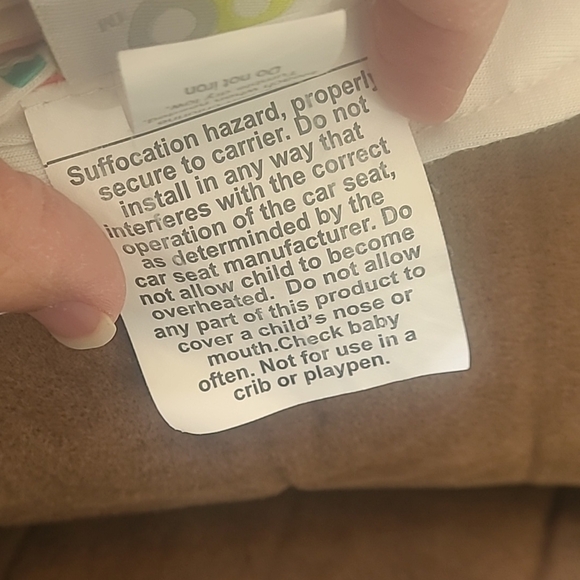 Do not iron
Suffocation hazard, properly
secure to carrier. Do not
install in any way that
interferes with the correct
operation of the car seat,
as determinded by the
car seat manufacturer. Do
not allow child to become
overheated. Do not allow
any part of this product to
cover a child's nose or
mouth.Check baby
often. Not for use in a
crib or playpen.